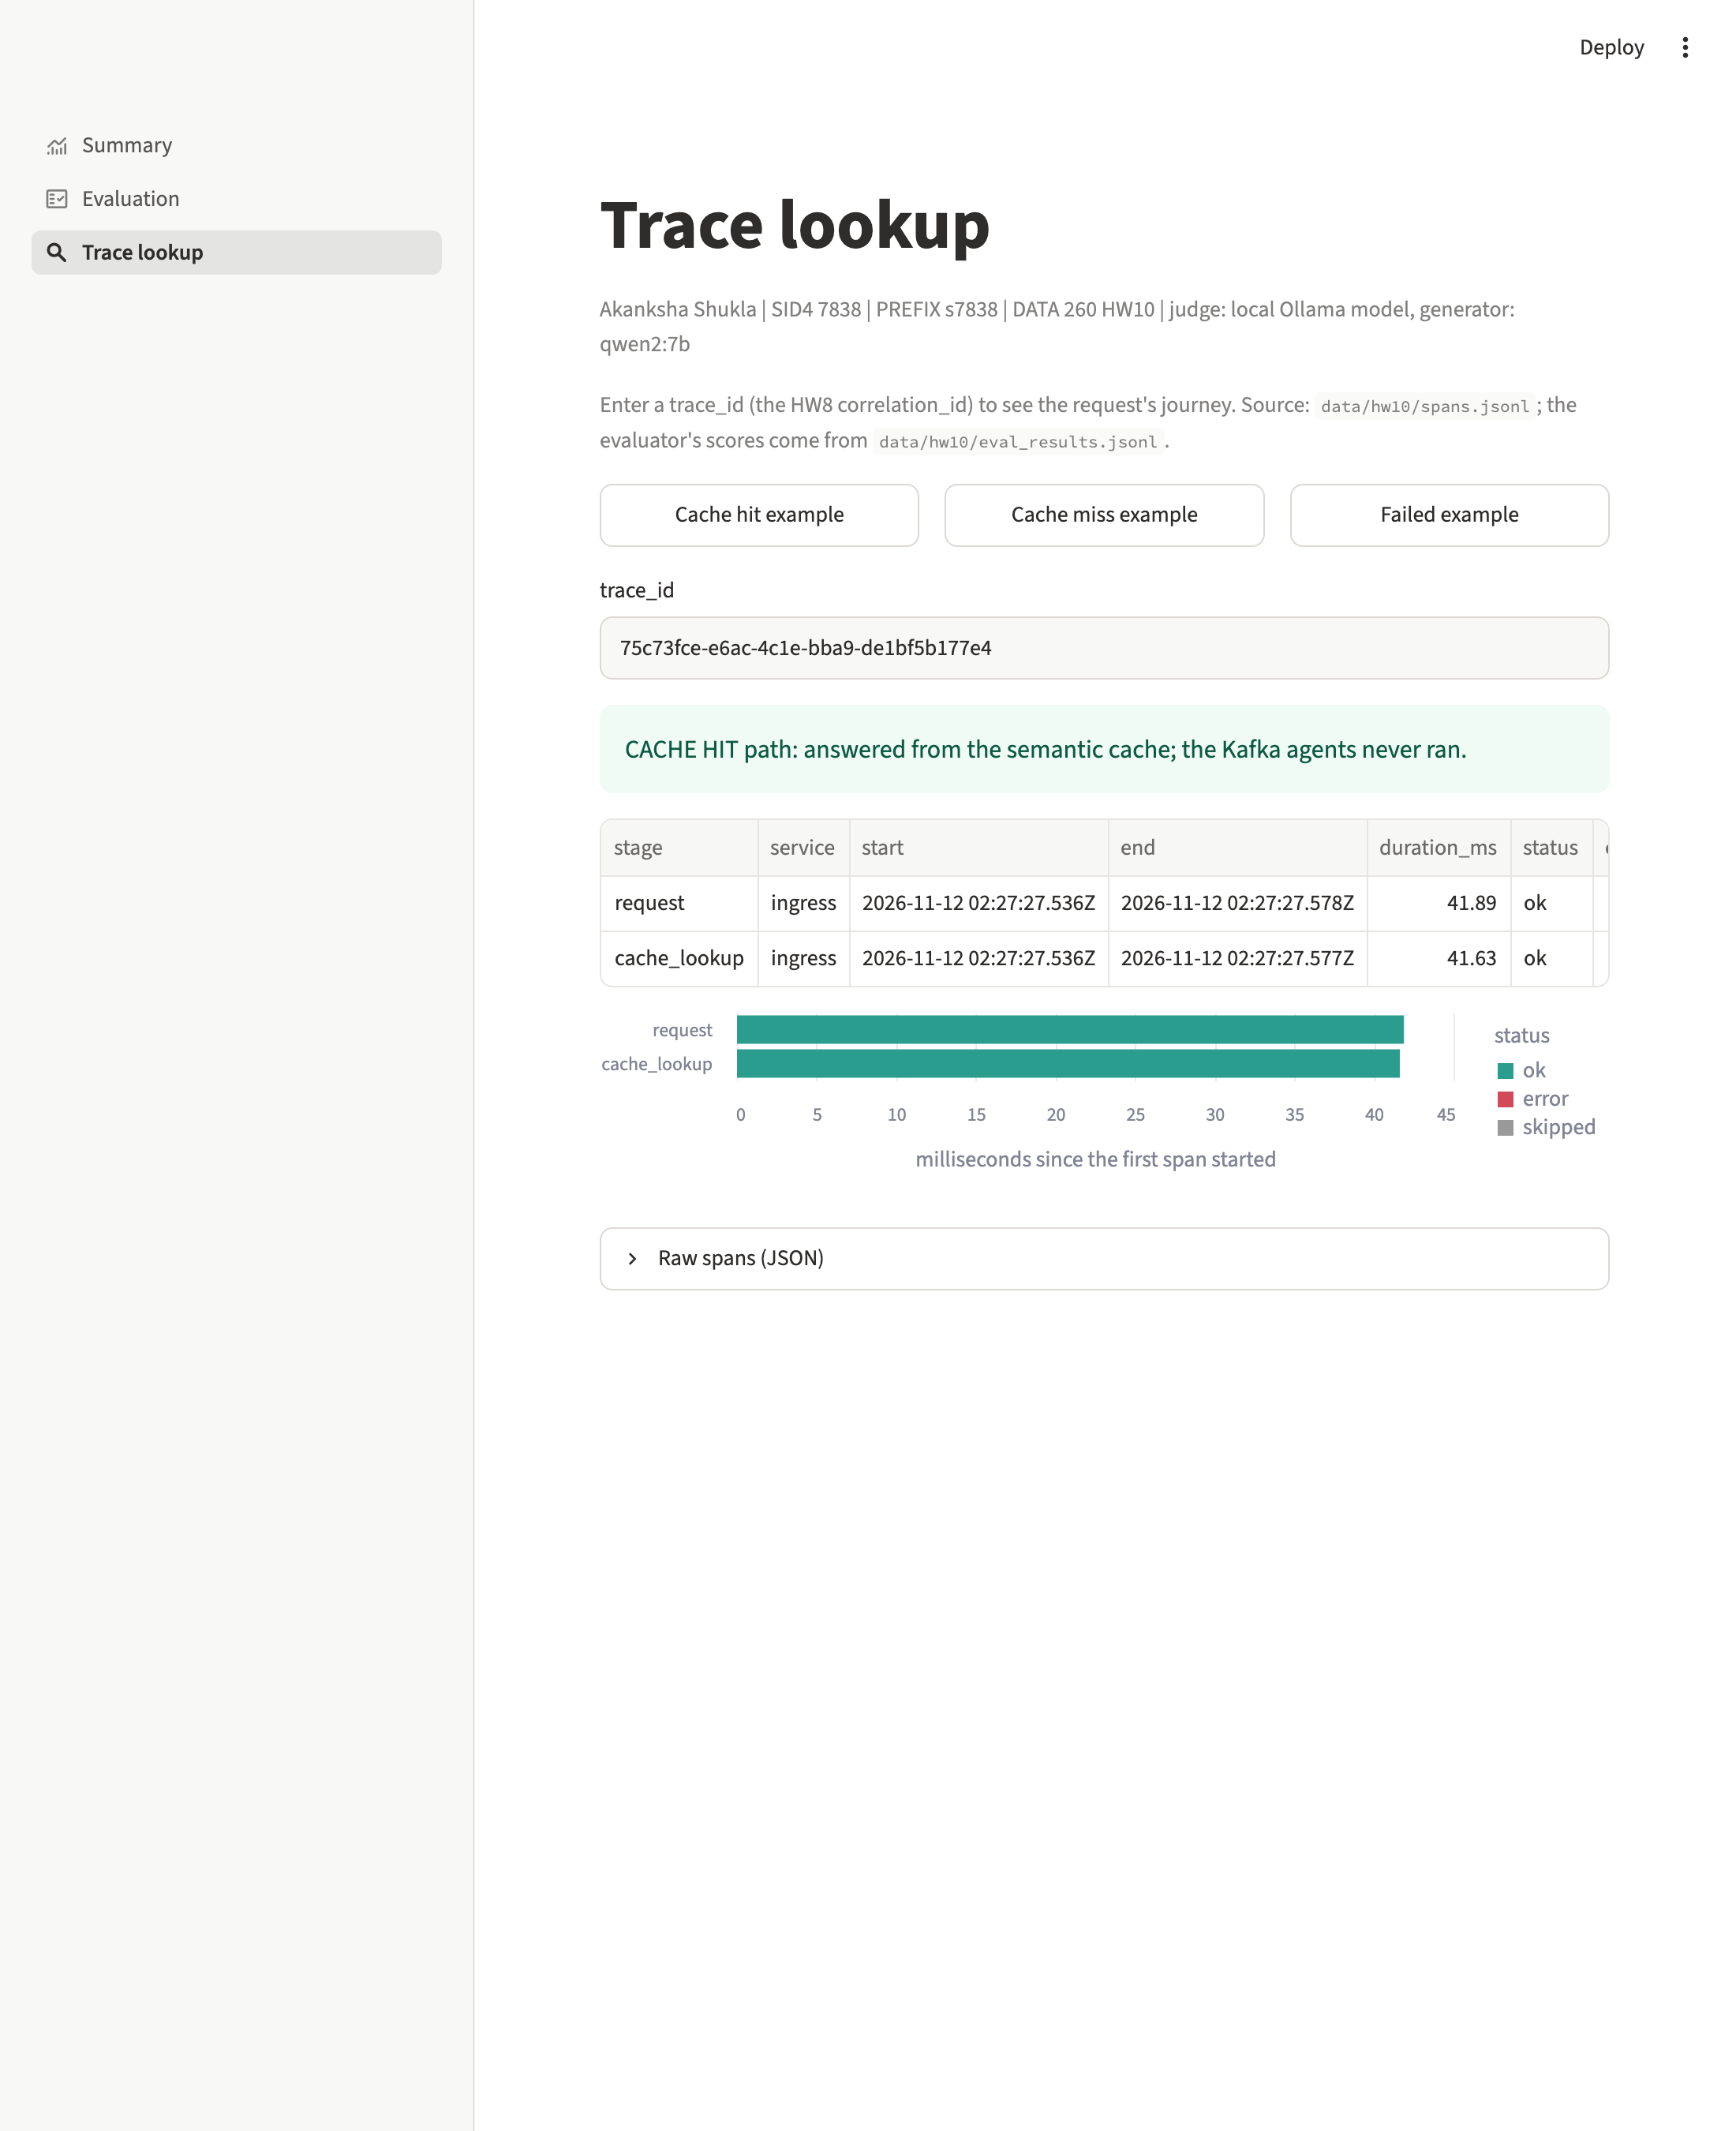 Deploy
Summary
Evaluation
Trace lookup
Trace lookup
Akanksha Shukla | SID4 7838 | PREFIX s7838 | DATA 260 HW10 | judge: local Ollama model, generator:
qwen2:7b
Enter a trace_id (the HW8 correlation_id) to see the request's journey. Source: data/hw10/spans.jsonl ; the
evaluator's scores come from data/hw10/eval_results.jsonl .
Cache hit example Cache miss example Failed example
trace_id
75c73fce-e6ac-4c1e-bba9-de1bf5b177e4
CACHE HIT path: answered from the semantic cache; the Kafka agents never ran.
stage service start end duration_ms status
request ingress 2026-11-12 02:27:27.536Z 2026-11-12 02:27:27.578Z 41.89 ok
cache_lookup ingress 2026-11-12 02:27:27.536Z 2026-11-12 02:27:27.577Z 41.63 ok
request
cache_lookup
0 5 10 15 20 25 30 35 40 45
milliseconds since the first span started
status
ok
error
skipped
Raw spans (JSON)